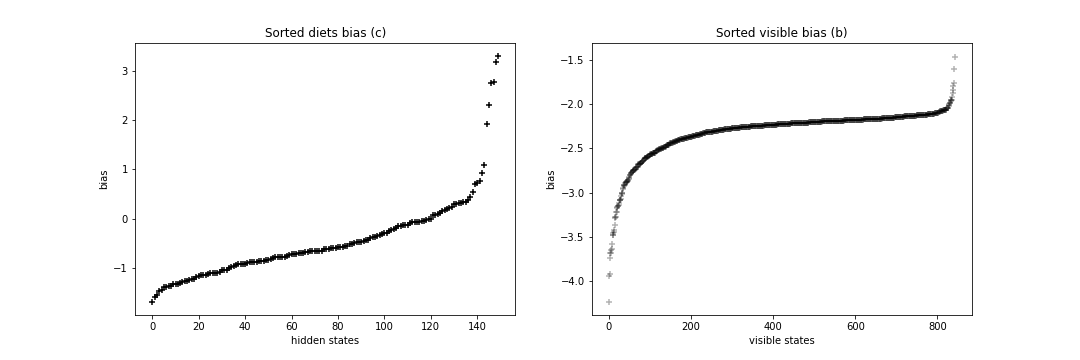 Sorted diets bias (c)
3
2
1
0
−1
bias
0 20 40 60 80 100 120 140
hidden states
Sorted visible bias (b)
−1.5
−2.0
−2.5
−3.0
−3.5
−4.0
bias
0 200 400 600 800
visible states